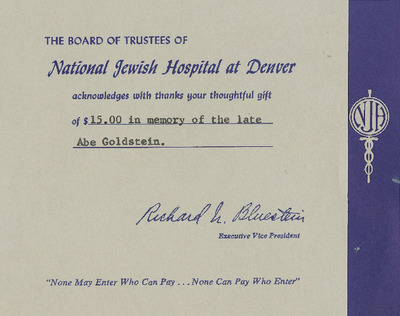 THE BOARD OF TRUSTEES OF
National Jewish Hospital at Denver
acknowledges with thanks your thoughtful gift
of $15.00 in memory of the late
Abe Goldstein.
Richard N. Bluestein
Executive Vice President
"None May Enter Who Can Pay . . . None Can Pay Who Enter"
NJH